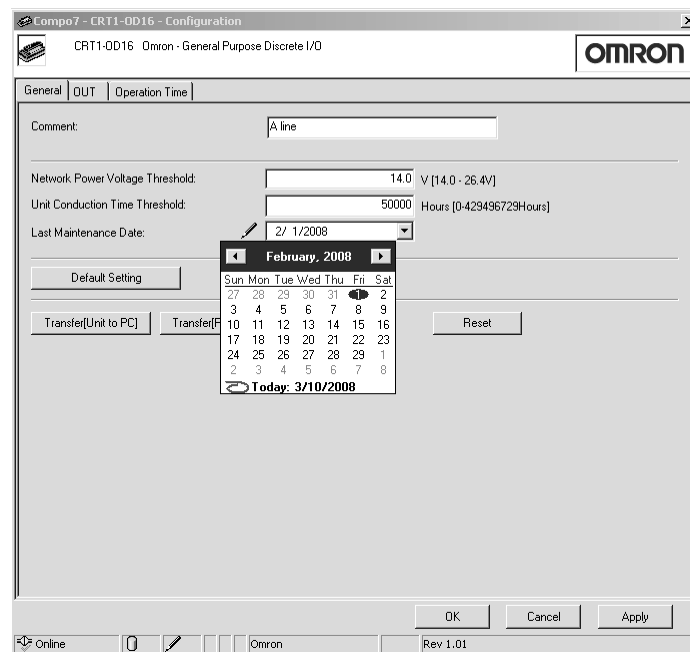 Compo7 - CRT1-OD16 - Configuration
CRT1-OD16 Omron - General Purpose Discrete I/O
OMRON
General OUT Operation Time
Comment: A line
Network Power Voltage Threshold: 14.0 V [14.0 - 26.4V]
Unit Conduction Time Threshold: 50000 Hours [0-429496729Hours]
Last Maintenance Date: 2/ 1/2008
February, 2008
Default Setting
Sun Mon Tue Wed Thu Fri Sat
27 28 29 30 31 1 2
3 4 5 6 7 8 9
Transfer[Unit to PC] Transfer[P Reset
10 11 12 13 14 15 16
17 18 19 20 21 22 23
24 25 26 27 28 29 1
2 3 4 5 6 7 8
Today: 3/10/2008
OK Cancel Apply
Online Omron Rev 1.01